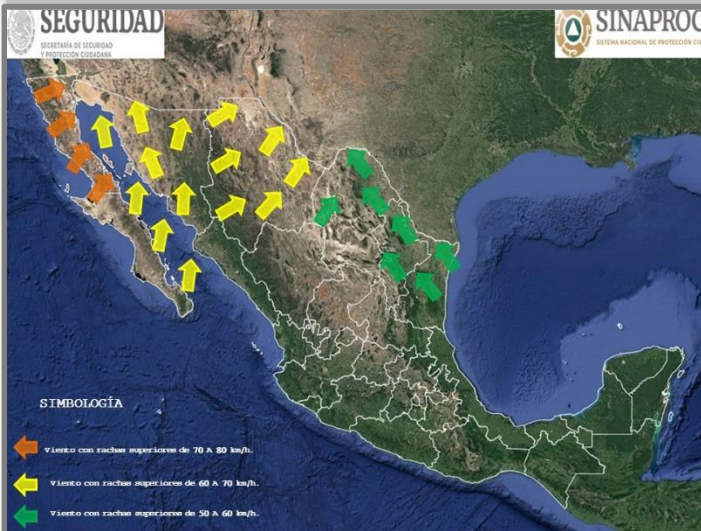 SEGURIDAD
SECRETARÍA DE SEGURIDAD
Y PROTECCIÓN CIUDADANA
SINAPROC
SISTEMA NACIONAL DE PROTECCIÓN CIV
SIMBOLOGÍA
Viento con rachas superiores de 70 A 80 km/h.
Viento con rachas superiores de 60 A 70 km/h.
Viento con rachas superiores de 50 A 60 km/h.